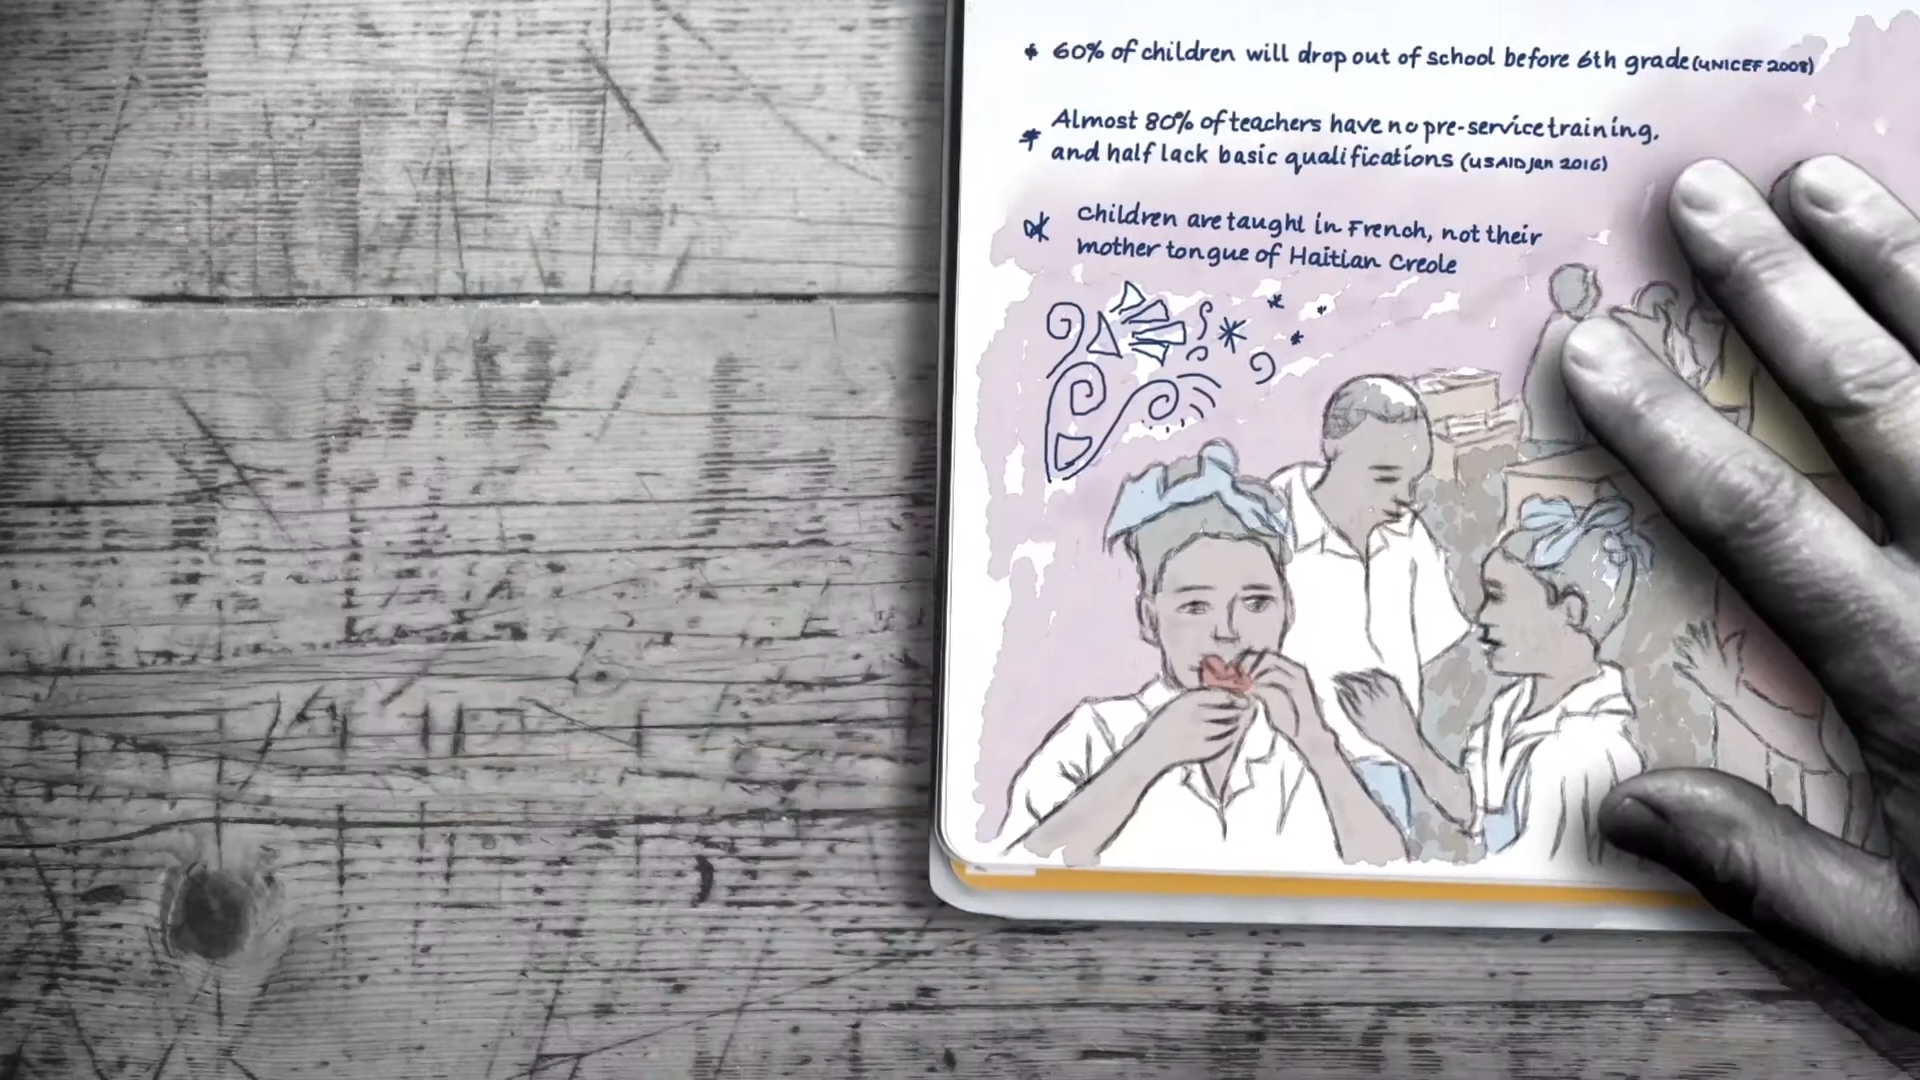 * 60% of children will drop out of school before 6th grade (UNICEF 2008)
* Almost 80% of teachers have no pre-service training,
and half lack basic qualifications (USAID Jan 2016)
* Children are taught in French, not their
mother tongue of Haitian Creole